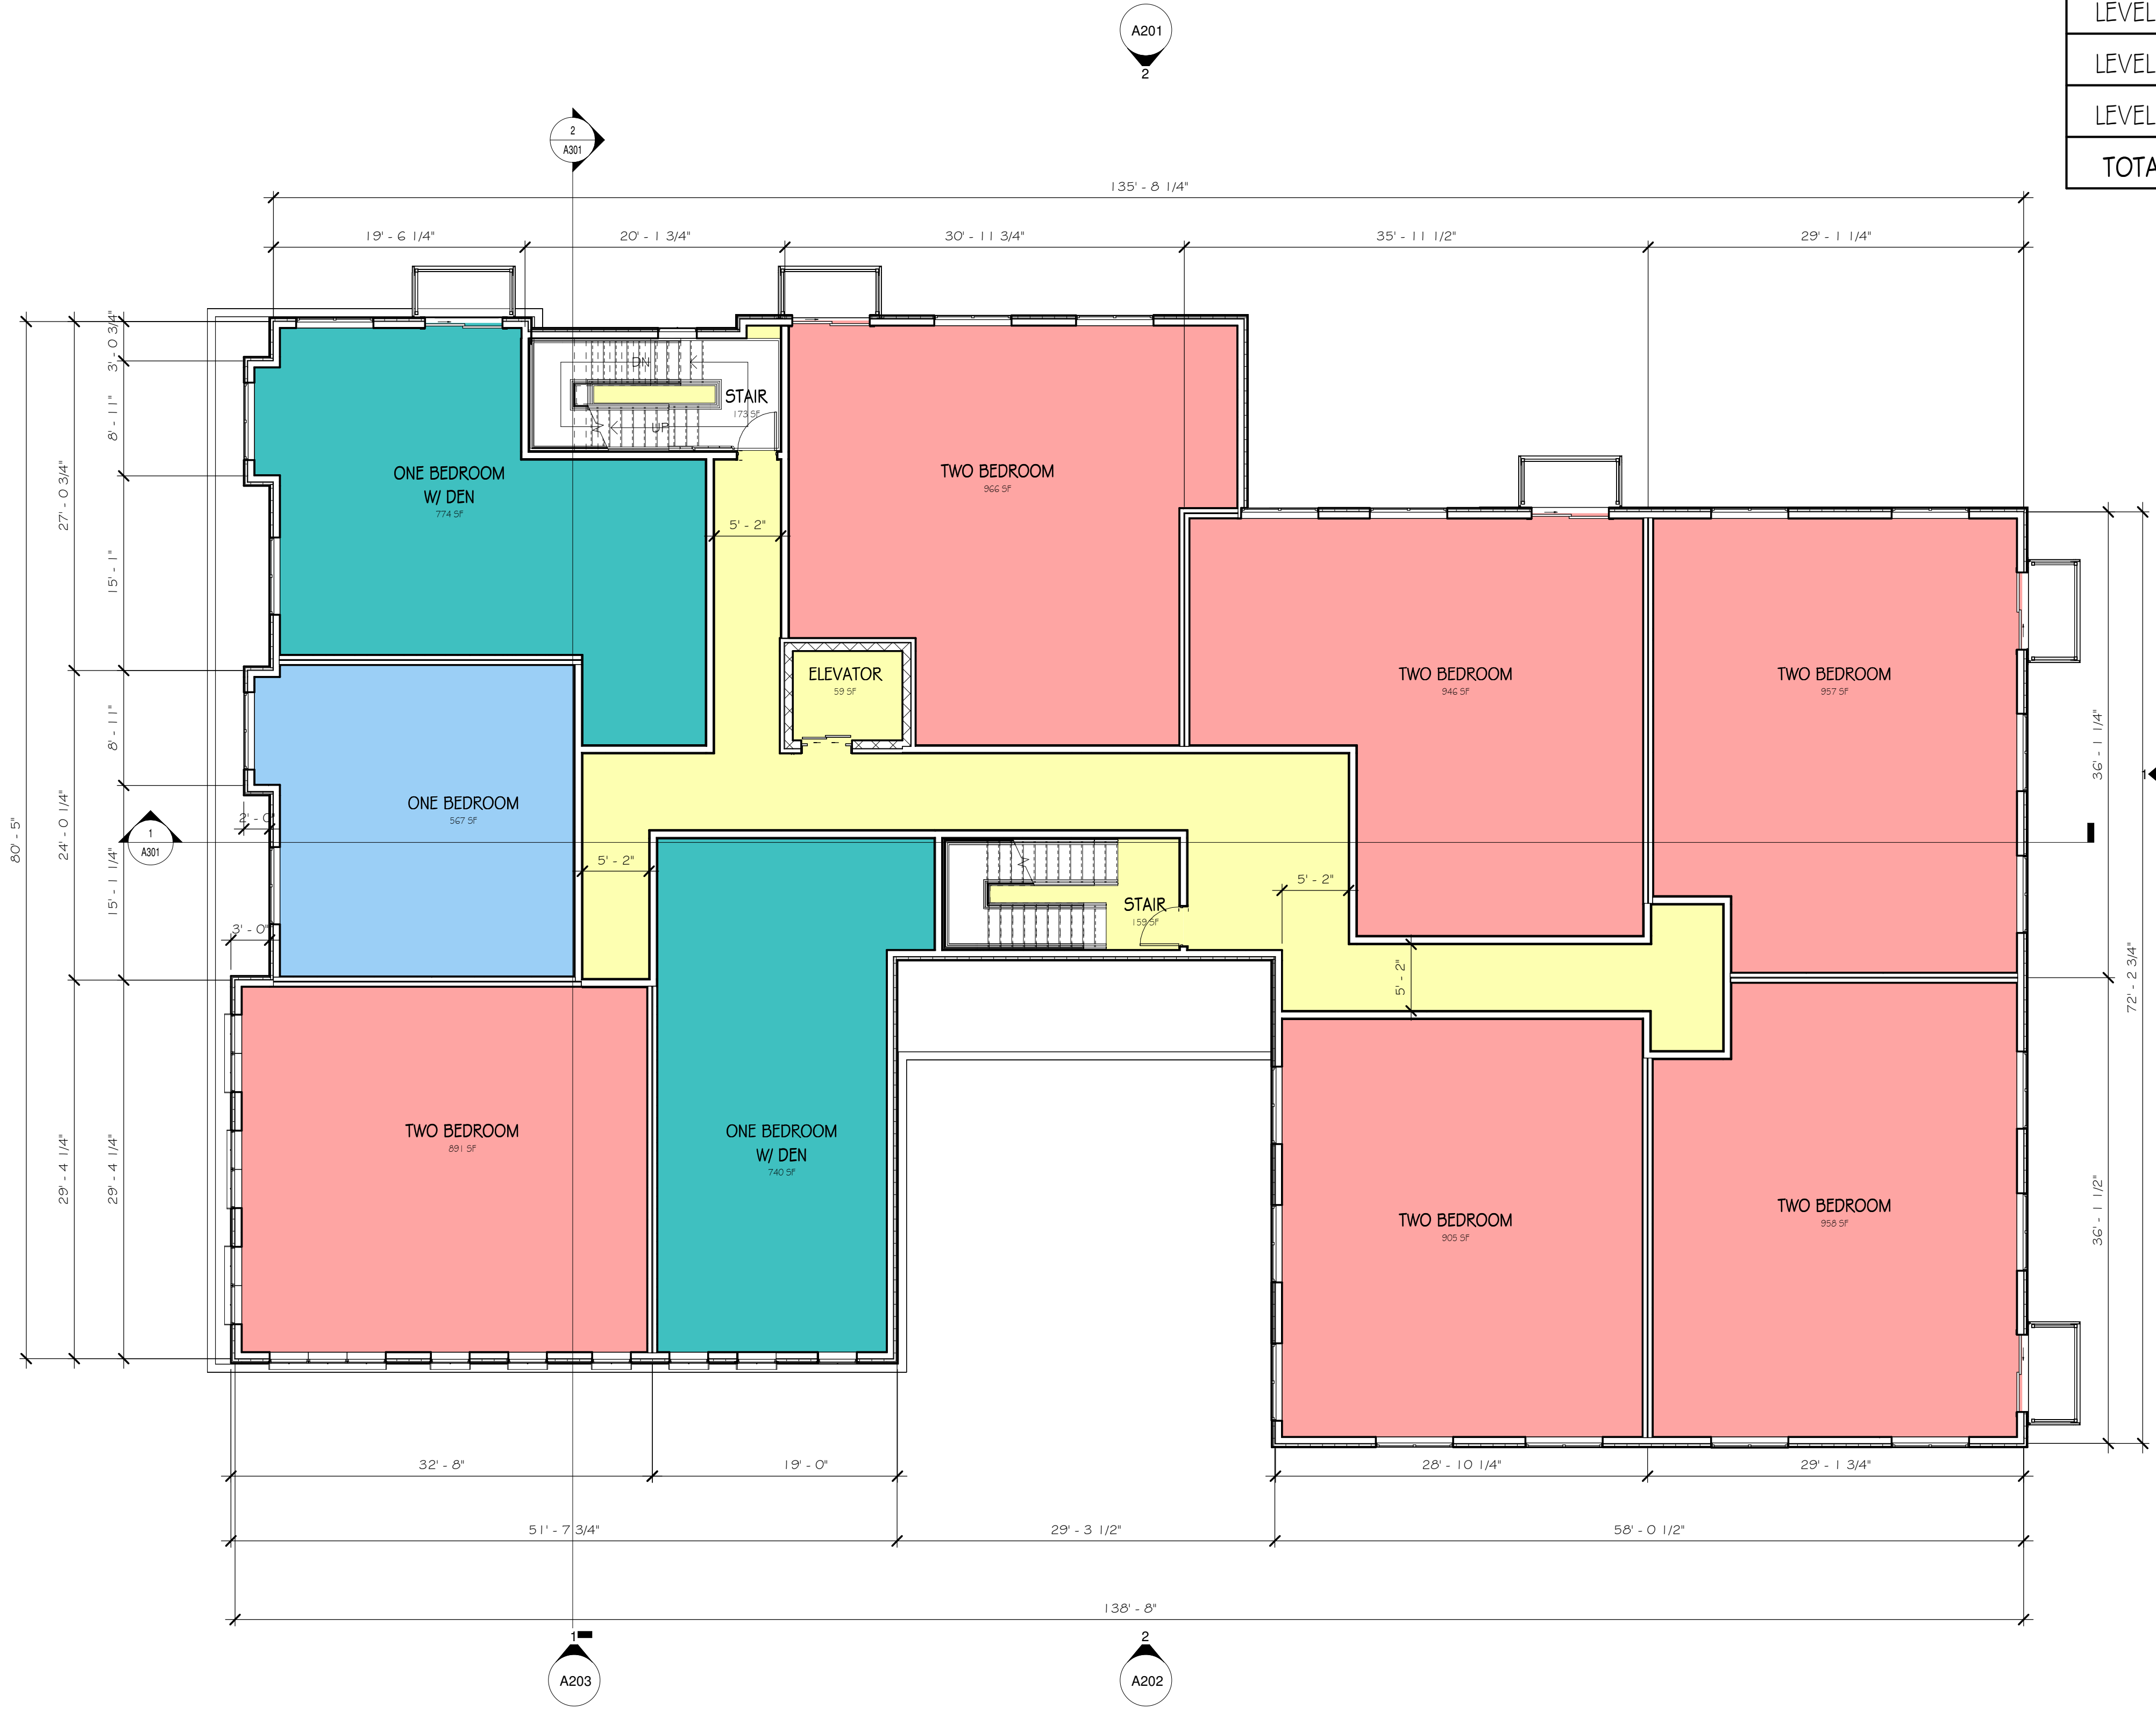 A201
2
LEVEL
LEVEL
LEVEL
TOTA
2
A301
135' - 8 1/4"
19' - 6 1/4"
20' - 1 3/4"
30' - 11 3/4"
35' - 11 1/2"
29' - 1 1/4"
3' - 0 3/4"
8' - 11"
27' - 0 3/4"
15' - 1"
8' - 11"
80' - 5"
24' - 0 1/4"
15' - 1 1/4"
29' - 4 1/4"
29' - 4 1/4"
2' - 0"
3' - 0"
1
A301
DN
UP
STAIR
173 SF
ONE BEDROOM
W/ DEN
774 SF
TWO BEDROOM
966 SF
5' - 2"
ELEVATOR
59 SF
TWO BEDROOM
946 SF
TWO BEDROOM
957 SF
36' - 1 1/4"
1
72' - 2 3/4"
36' - 1 1/2"
ONE BEDROOM
567 SF
5' - 2"
STAIR
159 SF
5' - 2"
5' - 2"
TWO BEDROOM
891 SF
ONE BEDROOM
W/ DEN
740 SF
TWO BEDROOM
905 SF
TWO BEDROOM
958 SF
32' - 8"
19' - 0"
28' - 10 1/4"
29' - 1 3/4"
51' - 7 3/4"
29' - 3 1/2"
58' - 0 1/2"
138' - 8"
1
A203
2
A202